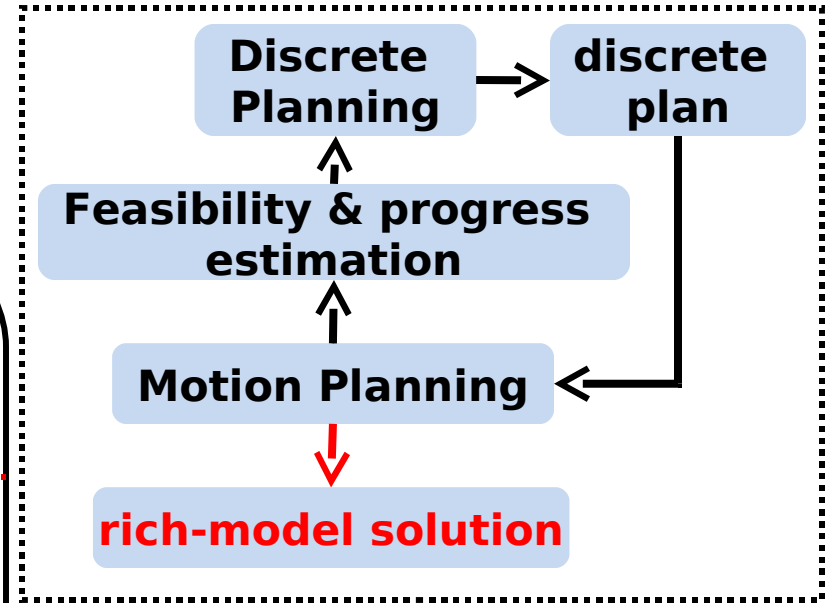 Discrete
Planning
discrete
plan
Feasibility & progress
estimation
Motion Planning
rich-model solution